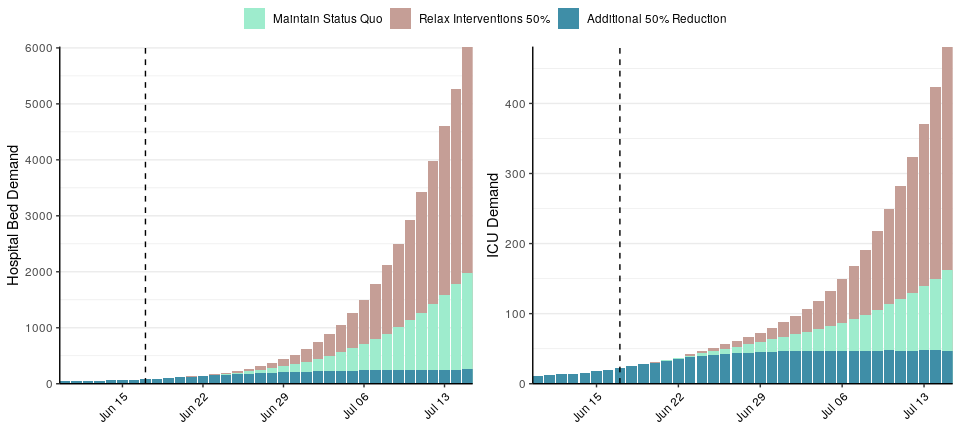 Maintain Status Quo Relax Interventions 50% Additional 50% Reduction
Hospital Bed Demand
6000
5000
4000
3000
2000
1000
0
Jun 15 Jun 22 Jun 29 Jul 06 Jul 13
ICU Demand
400
300
200
100
0
Jun 15 Jun 22 Jun 29 Jul 06 Jul 13